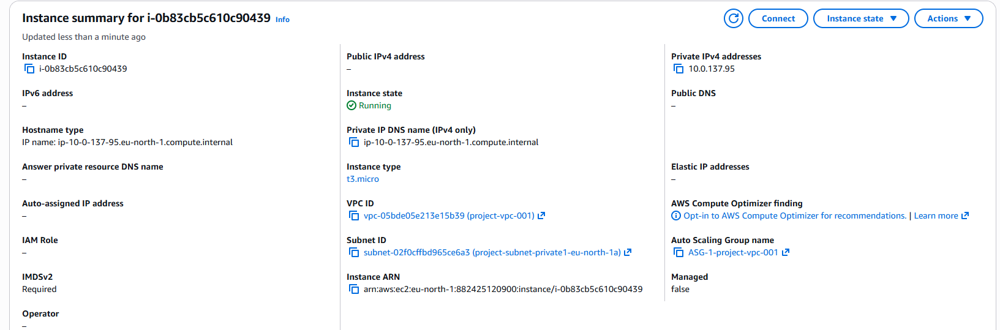 Instance summary for i-0b83cb5c610c90439 Info
Connect
Instance state
Actions
Updated less than a minute ago
Instance ID
i-0b83cb5c610c90439
Public IPv4 address
–
Private IPv4 addresses
10.0.137.95
IPv6 address
–
Instance state
Running
Public DNS
–
Hostname type
IP name: ip-10-0-137-95.eu-north-1.compute.internal
Private IP DNS name (IPv4 only)
ip-10-0-137-95.eu-north-1.compute.internal
Answer private resource DNS name
–
Instance type
t3.micro
Elastic IP addresses
–
Auto-assigned IP address
–
VPC ID
vpc-05bde05e213e15b39 (project-vpc-001)
AWS Compute Optimizer finding
Opt-in to AWS Compute Optimizer for recommendations. | Learn more
IAM Role
–
Subnet ID
subnet-02f0cffbd965ce6a3 (project-subnet-private1-eu-north-1a)
Auto Scaling Group name
ASG-1-project-vpc-001
IMDSv2
Required
Instance ARN
arn:aws:ec2:eu-north-1:882425120900:instance/i-0b83cb5c610c90439
Managed
false
Operator
–